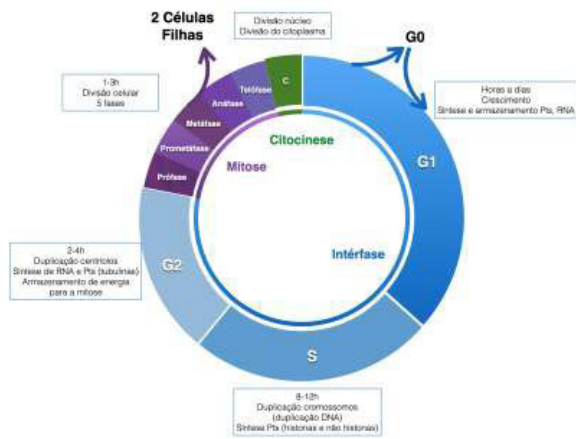 2 Células
Filhas
Divisão núcleo
Divisão do citoplasma
G0
1-3h
Divisão celular
5 fases
Horas a dias
Crescimento
Síntese e armazenamento Pts, RNA
C
Telófase
Anáfase
Metáfase
Prometáfase
Prófase
Citocinese
Mitose
G1
Intérfase
G2
2-4h
Duplicação centríolos
Síntese de RNA e Pts (tubulinas)
Armazenamento de energia
para a mitose
S
8-12h
Duplicação cromossomos
(duplicação DNA)
Síntese Pts (histonas e não histonas)